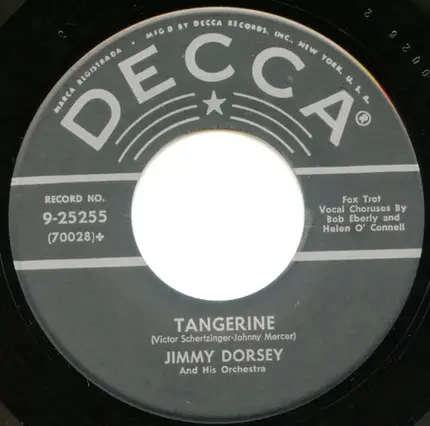 MARCA REGISTRADA • MF'G D BY DECCA RECORDS, INC., NEW YORK, U. S. A.
DECCA®
RECORD NO.
9-25255
(70028)+
Fox Trot
Vocal Choruses By
Bob Eberly and
Helen O' Connell
TANGERINE
(Victor Schertzinger-Johnny Mercer)
JIMMY DORSEY
And His Orchestra